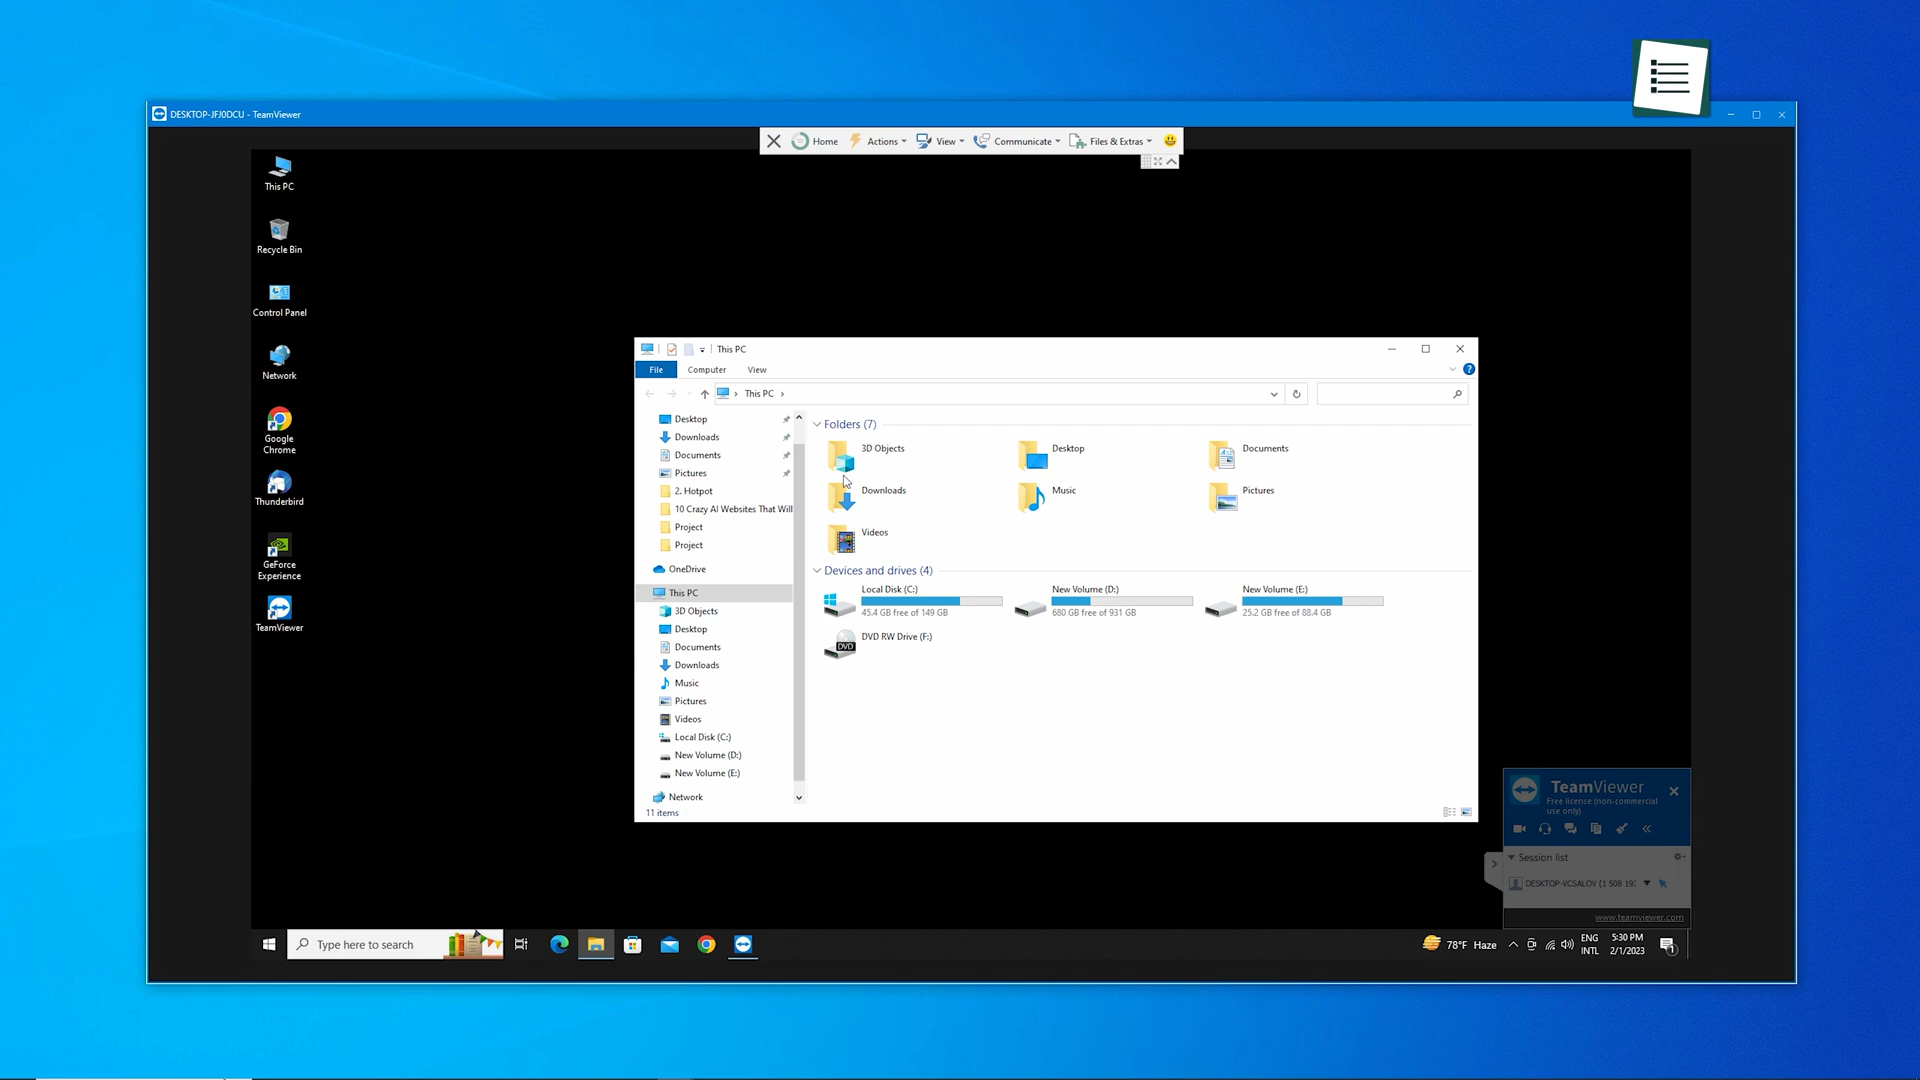 DESKTOP-JFJ0DCU - TeamViewer
Home
Actions
View
Communicate
Files & Extras
This PC
Recycle Bin
Control Panel
Network
Google
Chrome
Thunderbird
GeForce
Experience
TeamViewer
This PC
File
Computer
View
This PC
Desktop
Downloads
Documents
Pictures
2. Hotpot
10 Crazy AI Websites That Will
Project
Project
OneDrive
This PC
3D Objects
Desktop
Documents
Downloads
Music
Pictures
Videos
Local Disk (C:)
New Volume (D:)
New Volume (E:)
Network
Folders (7)
3D Objects
Desktop
Documents
Downloads
Music
Pictures
Videos
Devices and drives (4)
Local Disk (C:)
45.4 GB free of 149 GB
New Volume (D:)
680 GB free of 931 GB
New Volume (E:)
25.2 GB free of 88.4 GB
DVD
DVD RW Drive (F:)
11 items
TeamViewer
Free license (non-commercial
use only)
Session list
DESKTOP-VCSALOV (1 508 19
www.teamviewer.com
Type here to search
78°F Haze
ENG
INTL
5:30 PM
2/1/2023
1